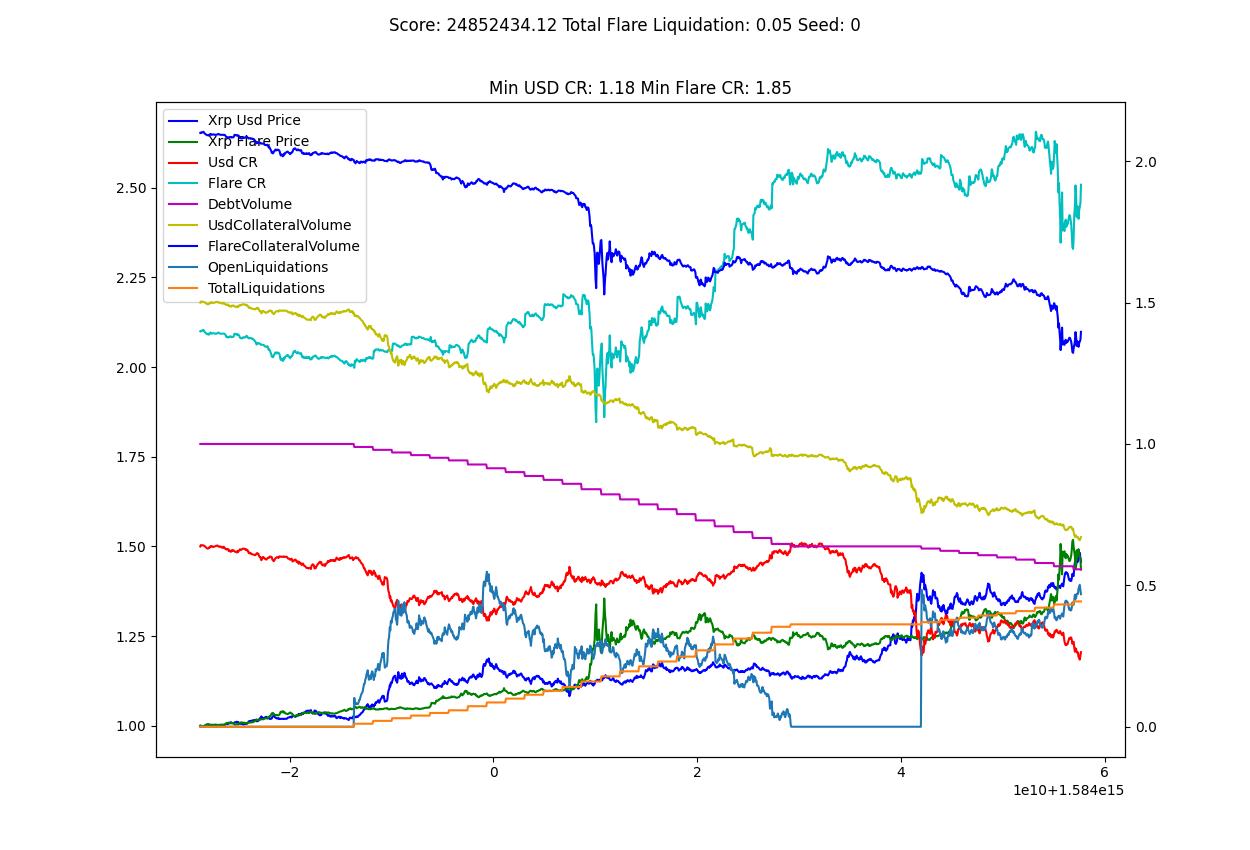 Score: 24852434.12 Total Flare Liquidation: 0.05 Seed: 0
Min USD CR: 1.18 Min Flare CR: 1.85
Xrp Usd Price
Xrp Flare Price
Usd CR
Flare CR
DebtVolume
UsdCollateralVolume
FlareCollateralVolume
OpenLiquidations
TotalLiquidations
2.50
2.25
2.00
1.75
1.50
1.25
1.00
2.0
1.5
1.0
0.5
0.0
−2
0
2
4
6
1e10+1.584e15